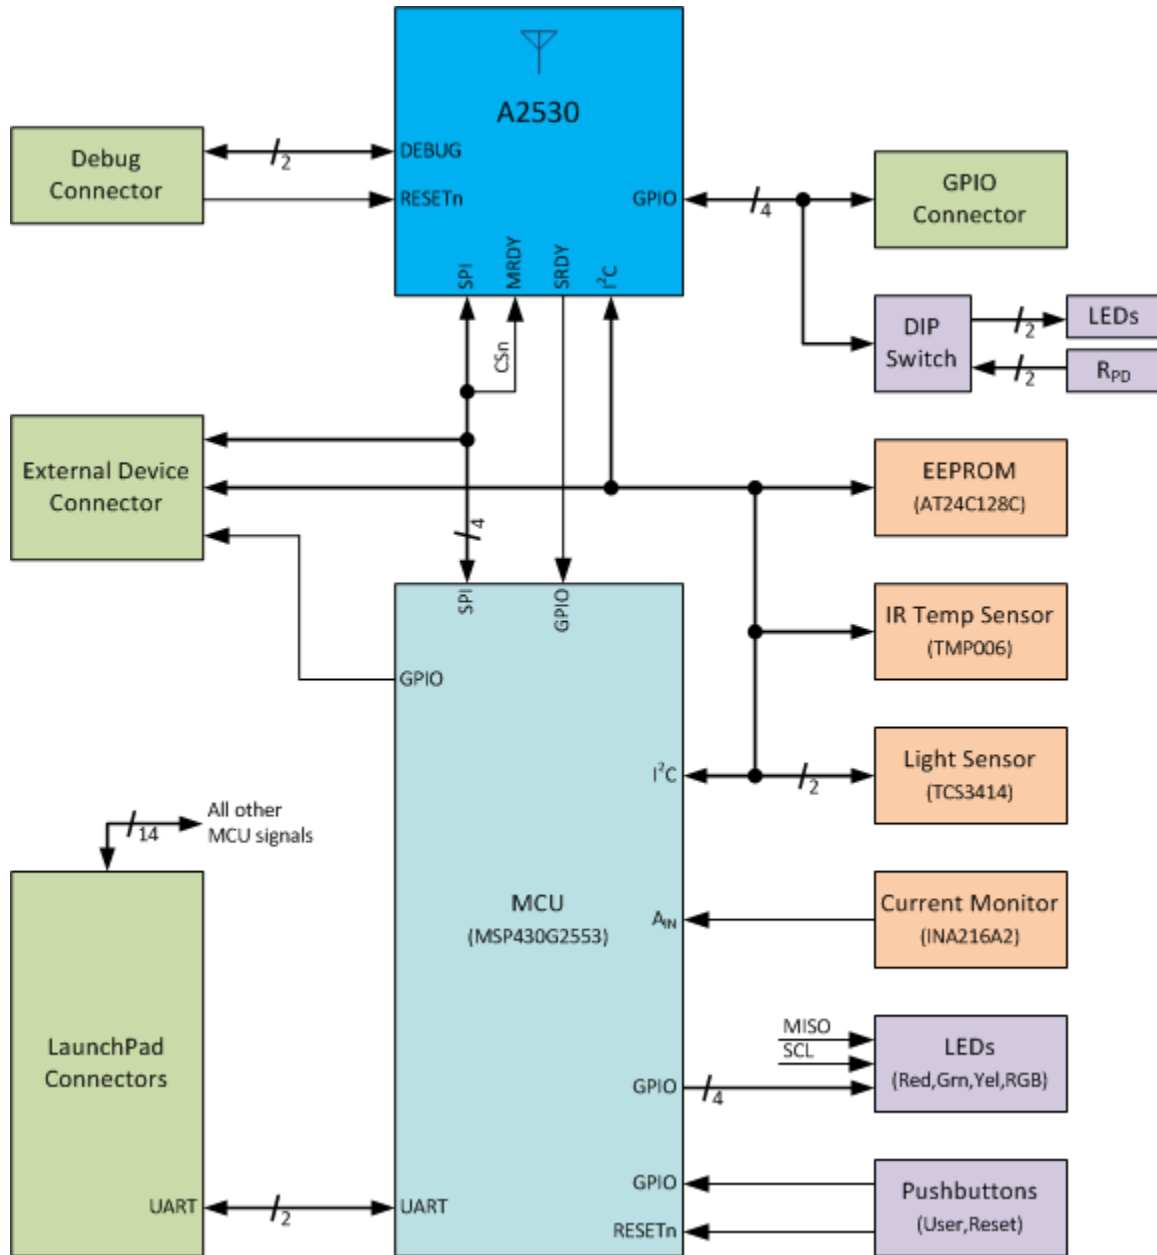 A2530
Debug
Connector
2
DEBUG
RESETn
GPIO
4
GPIO
Connector
SPI
MRDY
SRDY
I²C
CSn
DIP
Switch
2
LEDs
2
R_PD
External Device
Connector
4
EEPROM
(AT24C128C)
SPI
GPIO
IR Temp Sensor
(TMP006)
GPIO
I²C
2
Light Sensor
(TCS3414)
14
All other
MCU signals
MCU
(MSP430G2553)
A_IN
Current Monitor
(INA216A2)
LaunchPad
Connectors
MISO
SCL
GPIO
4
LEDs
(Red,Grn,Yel,RGB)
UART
2
UART
GPIO
RESETn
Pushbuttons
(User,Reset)